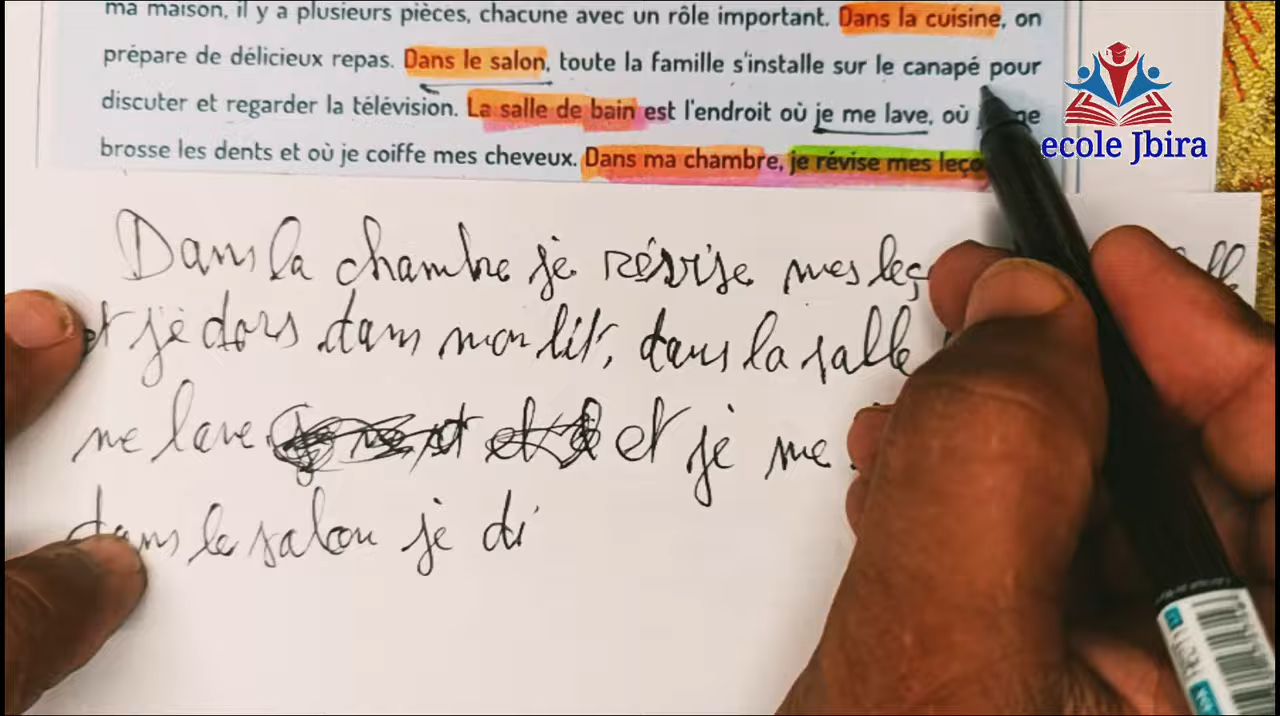 ma maison, il y a plusieurs pièces, chacune avec un rôle important. Dans la cuisine, on
prépare de délicieux repas. Dans le salon, toute la famille s'installe sur le canapé pour
discuter et regarder la télévision. La salle de bain est l'endroit où je me lave, où
brosse les dents et où je coiffe mes cheveux. Dans ma chambre, je révise mes leço
ecole Jbira
Dans la chambre je révise mes leç
et je dors dans mon lit, dans la salle
me lave et je me
dans le salon je di